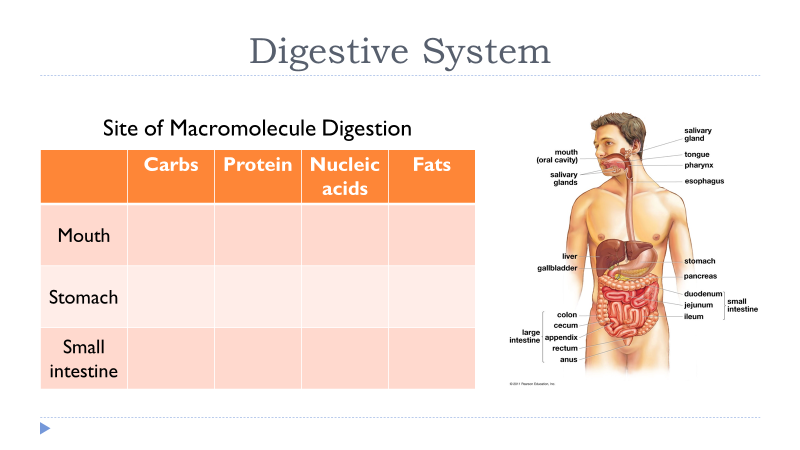 Digestive System
Site of Macromolecule Digestion
Carbs Protein Nucleic acids Fats
Mouth
Stomach
Small
intestine
salivary
gland
mouth
(oral cavity)
tongue
pharynx
salivary
glands
esophagus
liver
gallbladder
stomach
pancreas
duodenum
jejunum
ileum
small
intestine
colon
cecum
appendix
rectum
anus
large
intestine
©2011 Pearson Education, Inc.